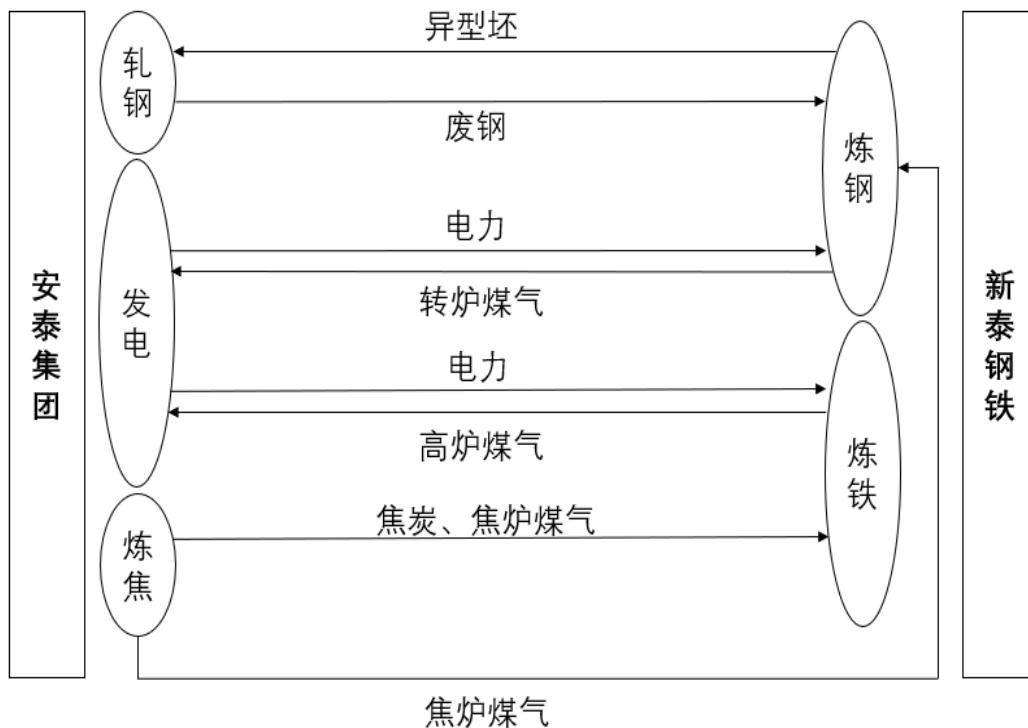 异型坯
轧钢
废钢
炼钢
电力
转炉煤气
发电
安泰集团
新泰钢铁
电力
高炉煤气
炼铁
焦炭、焦炉煤气
炼焦
焦炉煤气